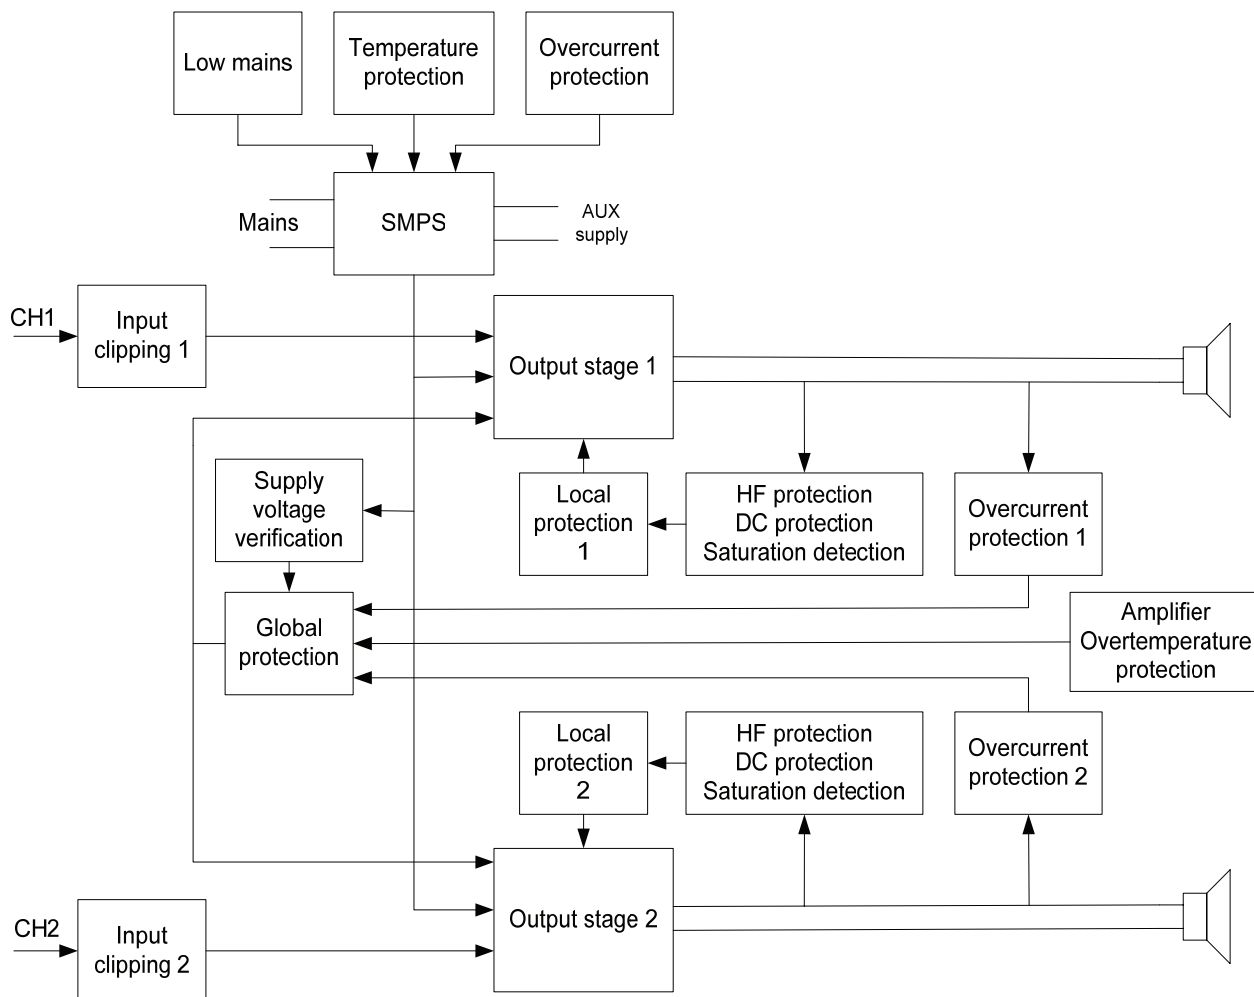 Low mains
Temperature
protection
Overcurrent
protection
Mains
SMPS
AUX
supply
CH1
Input
clipping 1
Output stage 1
Supply
voltage
verification
Local
protection
1
HF protection
DC protection
Saturation detection
Overcurrent
protection 1
Global
protection
Amplifier
Overtemperature
protection
Local
protection
2
HF protection
DC protection
Saturation detection
Overcurrent
protection 2
CH2
Input
clipping 2
Output stage 2